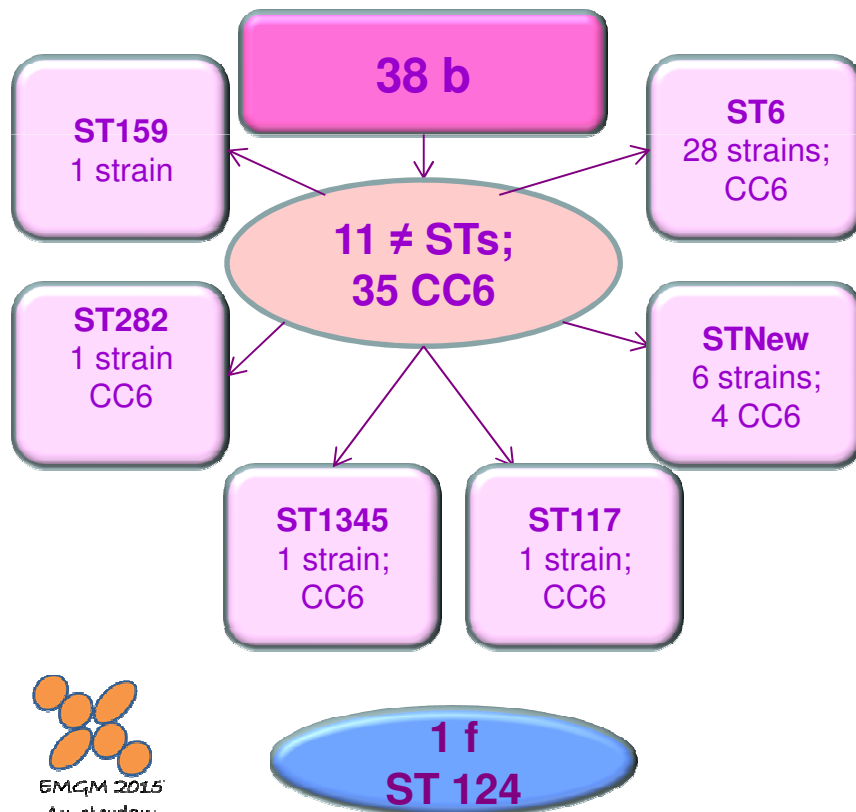 38 b
ST159
1 strain
ST6
28 strains;
CC6
11 ≠ STs;
35 CC6
ST282
1 strain
CC6
STNew
6 strains;
4 CC6
ST1345
1 strain;
CC6
ST117
1 strain;
CC6
1 f
ST 124
EMGM 2015